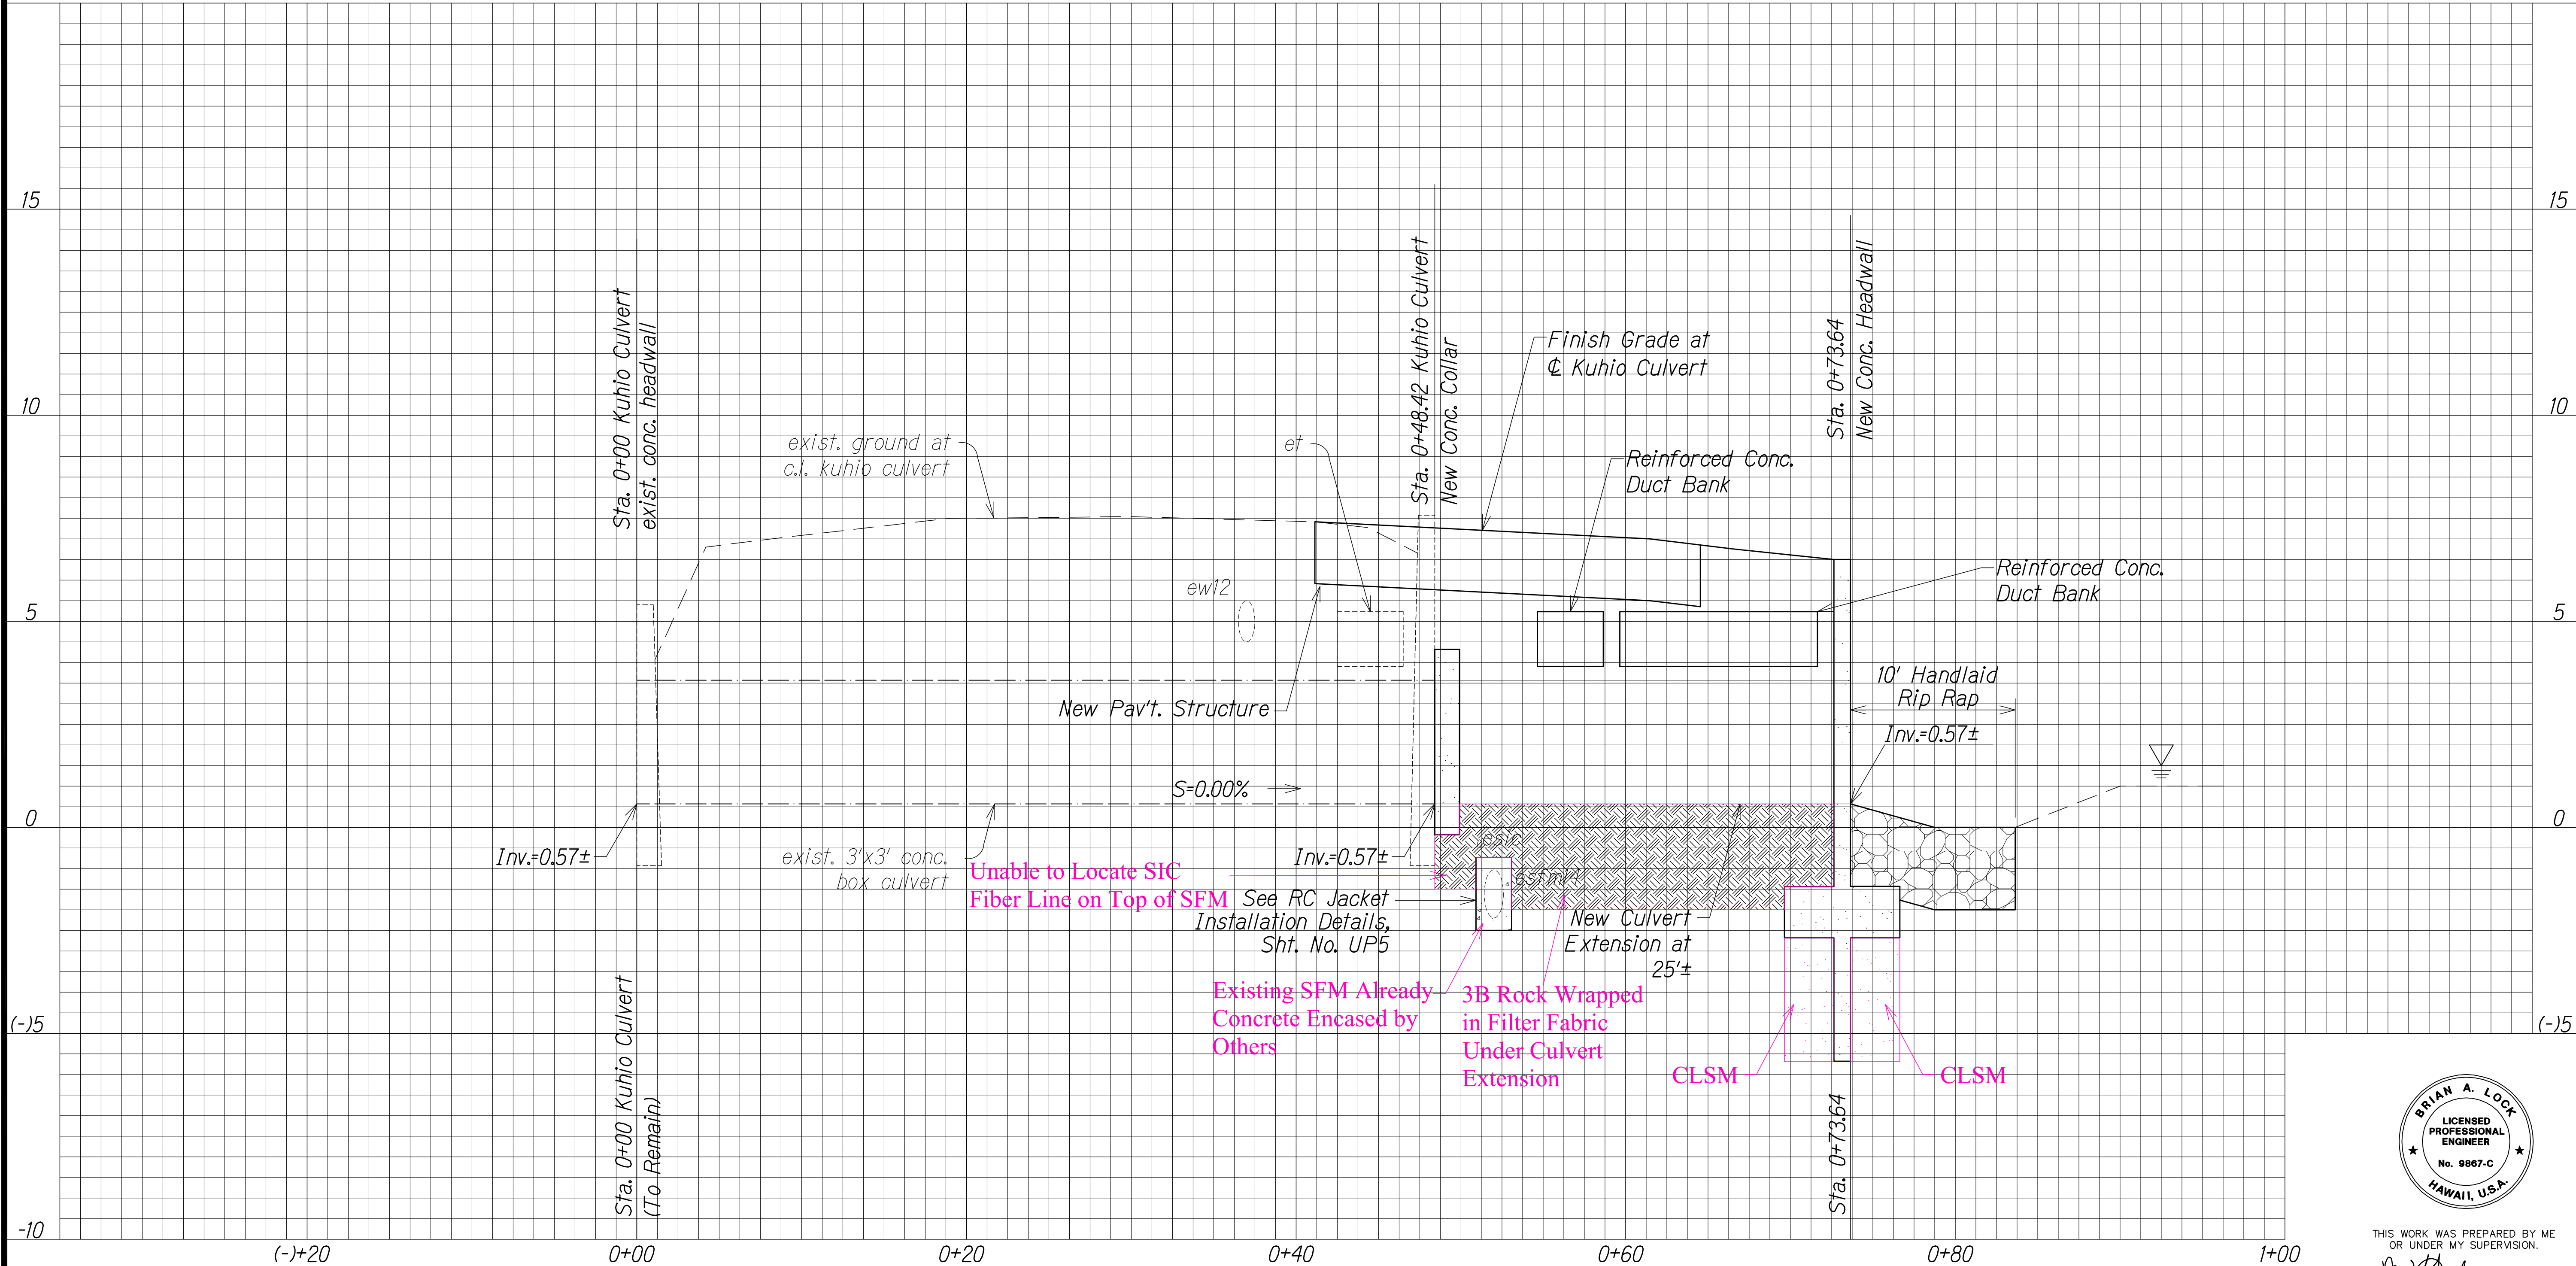 15
15
10
10
5
5
0
0
(-)5
(-)5
-10
Sta. 0+00 Kuhio Culvert
exist. conc. headwall
Sta. 0+48.42 Kuhio Culvert
New Conc. Collar
Sta. 0+73.64
New Conc. Headwall
Finish Grade at
℄ Kuhio Culvert
exist. ground at
c.l. kuhio culvert
et
Reinforced Conc.
Duct Bank
Reinforced Conc.
Duct Bank
ew12
10' Handlaid
Rip Rap
New Pav't. Structure
Inv.=0.57±
S=0.00%
Inv.=0.57±
exist. 3'x3' conc.
box culvert
Inv.=0.57±
esic
esfm14
Unable to Locate SIC
Fiber Line on Top of SFM
See RC Jacket
Installation Details,
Sht. No. UP5
New Culvert
Extension at
25'±
Existing SFM Already
Concrete Encased by
Others
3B Rock Wrapped
in Filter Fabric
Under Culvert
Extension
CLSM
CLSM
Sta. 0+00 Kuhio Culvert
(To Remain)
Sta. 0+73.64
BRIAN A. LOCK
LICENSED
PROFESSIONAL
ENGINEER
No. 9867-C
HAWAII, U.S.A.
THIS WORK WAS PREPARED BY ME
OR UNDER MY SUPERVISION.
(-)+20
0+00
0+20
0+40
0+60
0+80
1+00